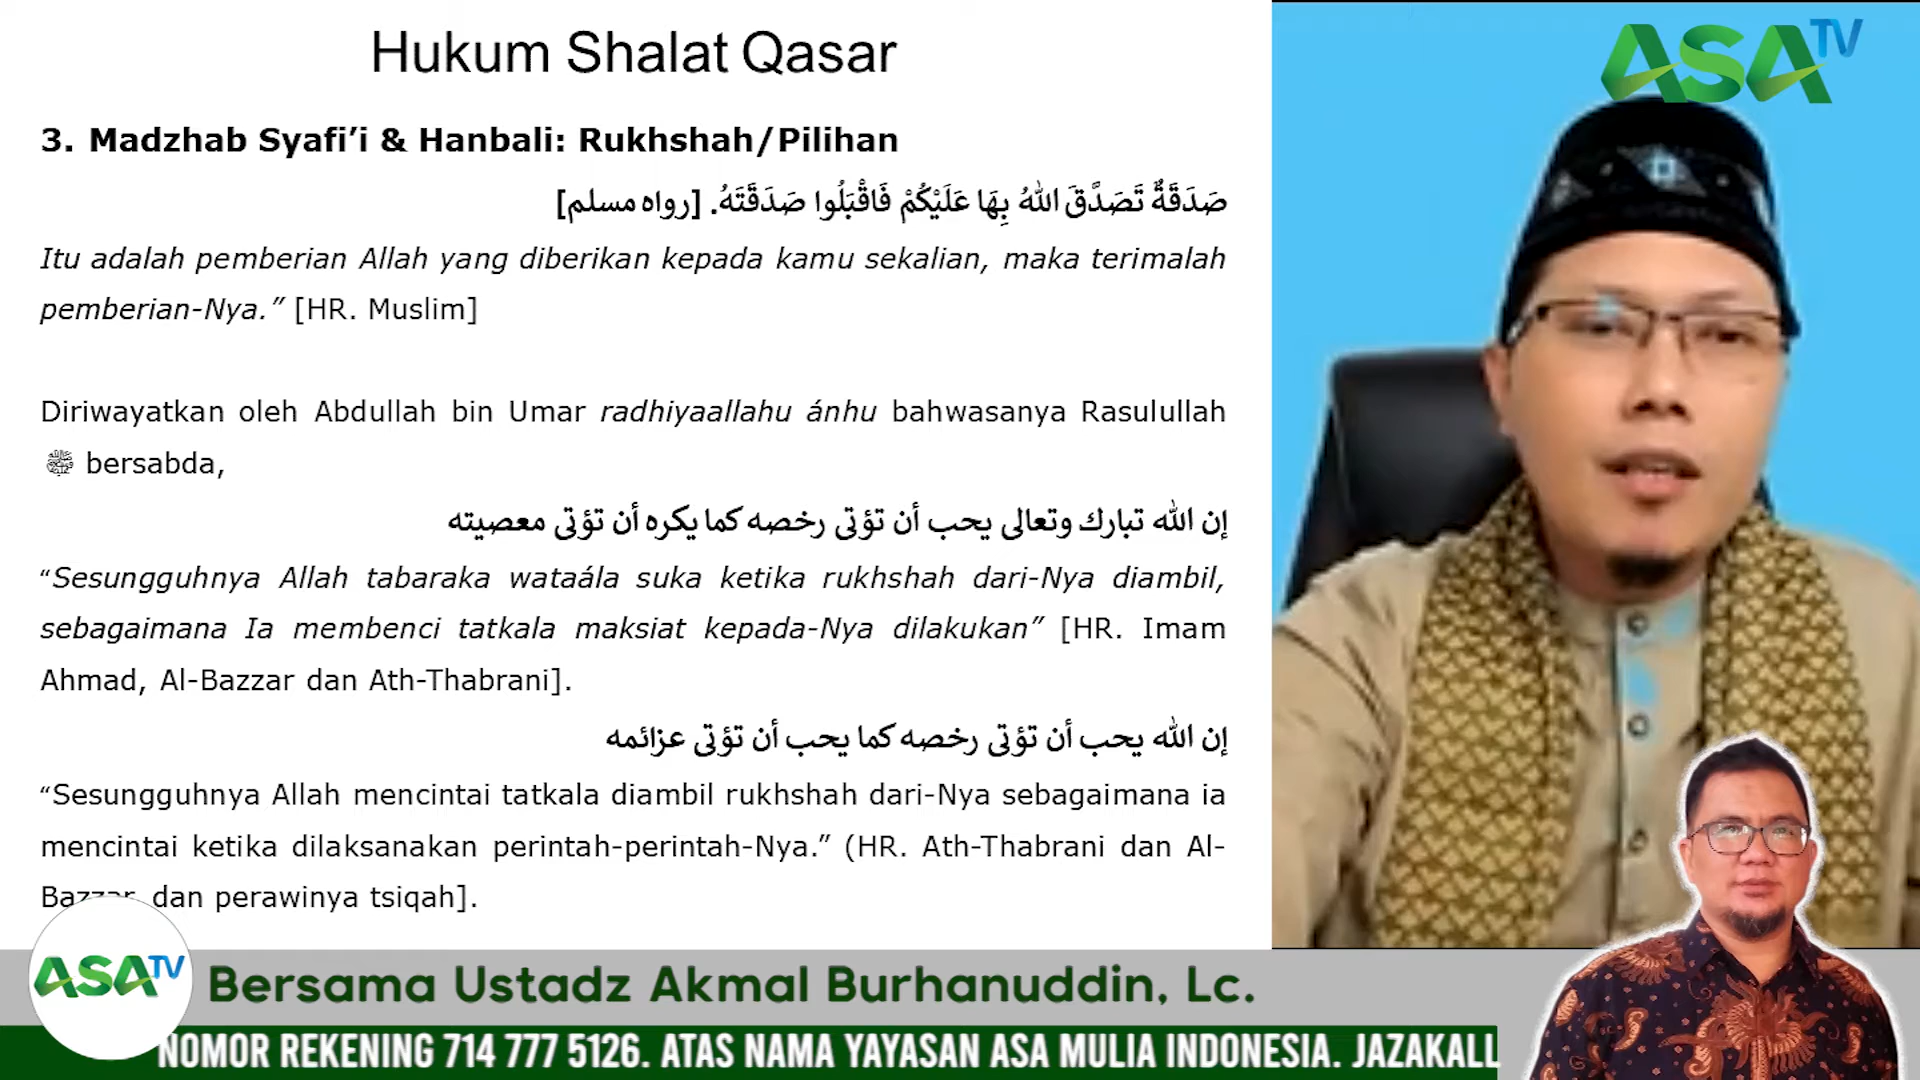 Hukum Shalat Qasar
ASA TV
3. Madzhab Syafi’i & Hanbali: Rukhshah/Pilihan
صَدَقَةٌ تَصَدَّقَ اللهُ بِهَا عَلَيْكُمْ فَاقْبَلُوا صَدَقَتَهُ. [رواه مسلم]
Itu adalah pemberian Allah yang diberikan kepada kamu sekalian, maka terimalah
pemberian-Nya.” [HR. Muslim]
Diriwayatkan oleh Abdullah bin Umar radhiyaallahu ánhu bahwasanya Rasulullah
ﷺ bersabda,
إن الله تبارك وتعالى يحب أن تؤتى رخصه كما يكره أن تؤتى معصيته
“Sesungguhnya Allah tabaraka wataála suka ketika rukhshah dari-Nya diambil,
sebagaimana Ia membenci tatkala maksiat kepada-Nya dilakukan” [HR. Imam
Ahmad, Al-Bazzar dan Ath-Thabrani].
إن الله يحب أن تؤتى رخصه كما يحب أن تؤتى عزائمه
“Sesungguhnya Allah mencintai tatkala diambil rukhshah dari-Nya sebagaimana ia
mencintai ketika dilaksanakan perintah-perintah-Nya.” (HR. Ath-Thabrani dan Al-
Bazzar, dan perawinya tsiqah].
ASA TV
Bersama Ustadz Akmal Burhanuddin, Lc.
NOMOR REKENING 714 777 5126. ATAS NAMA YAYASAN ASA MULIA INDONESIA. JAZAKALL